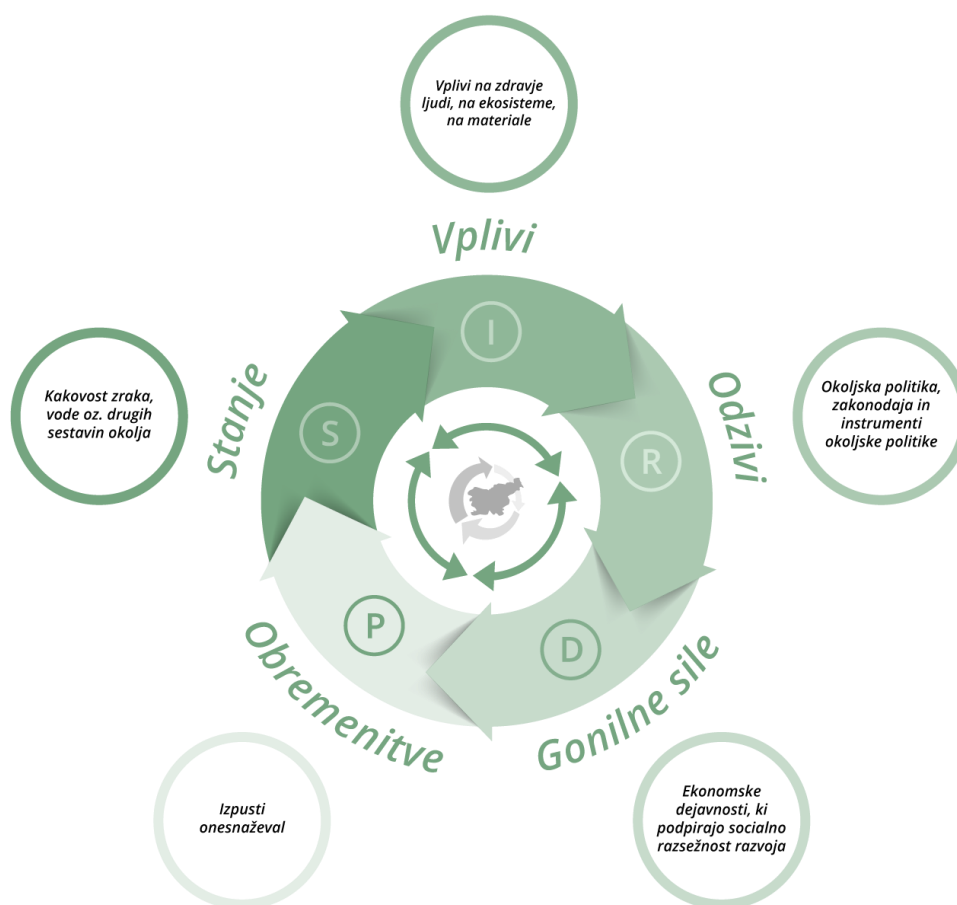 Vplivi na zdravje
ljudi, na ekosisteme,
na materiale
Vplivi
I
Kakovost zraka,
vode oz. drugih
sestavin okolja
Stanje
S
Odzivi
R
Okoljska politika,
zakonodaja in
instrumenti
okoljske politike
Obremenitve
P
Gonilne sile
D
Izpusti
onesnaževal
Ekonomske
dejavnosti, ki
podpirajo socialno
razsežnost razvoja